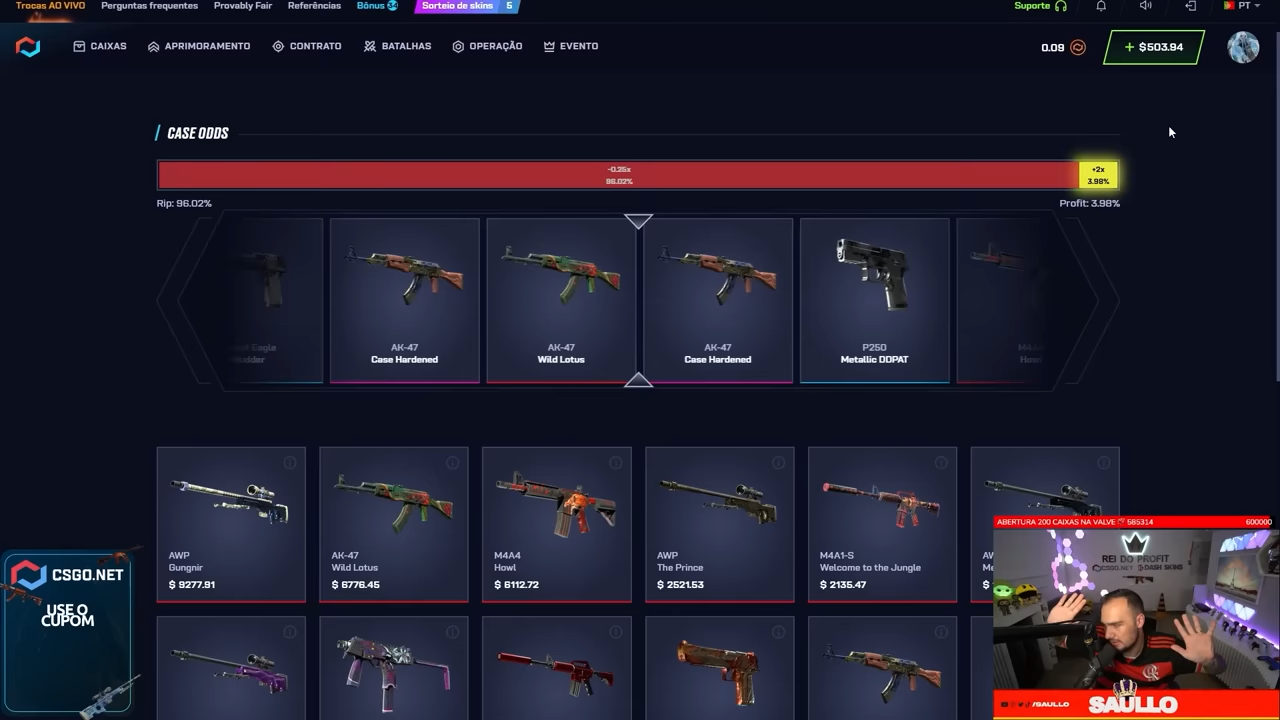 Trocas AO VIVO Perguntas frequentes Provably Fair Referências Bônus Sorteio de skins 5 Suporte PT
CAIXAS APRIMORAMENTO CONTRATO BATALHAS OPERAÇÃO EVENTO 0.09 + $503.94
CASE ODDS
-0.25x
96.02%
+2x
3.98%
Rip: 96.02% Profit: 3.98%
AK-47
Case Hardened
AK-47
Wild Lotus
AK-47
Case Hardened
P250
Metallic DDPAT
AWP
Gungnir
$ 9277.91
AK-47
Wild Lotus
$ 6776.45
M4A4
Howl
$ 6112.72
AWP
The Prince
$ 2521.53
M4A1-S
Welcome to the Jungle
$ 2135.47
ABERTURA 200 CAIXAS NA VALVE 585314 600000
REI DO PROFIT
CSGO.NET DASH SKINS
CSGO.NET
USE O
CUPOM
/SAULLO
SAULLO